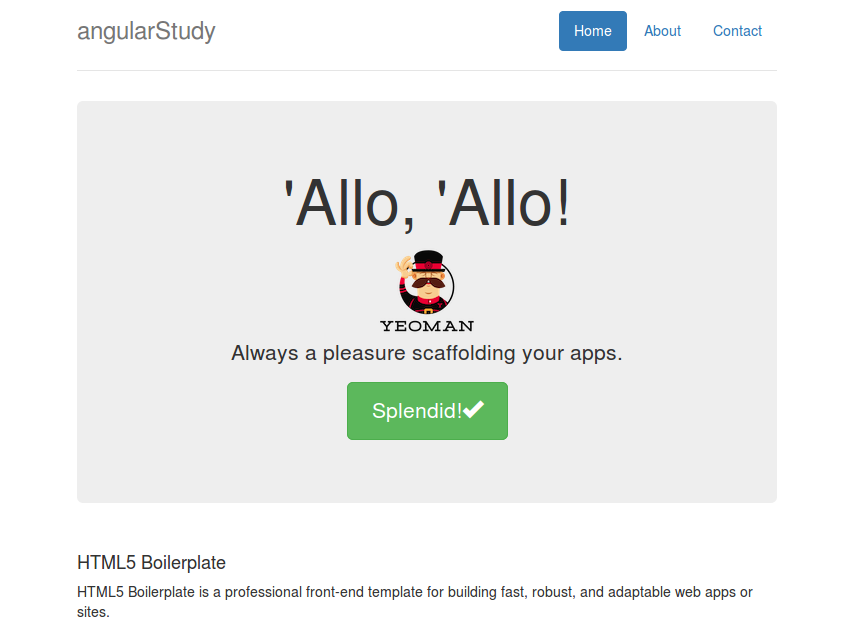 angularStudy
Home About Contact
'Allo, 'Allo!
YEOMAN
Always a pleasure scaffolding your apps.
Splendid!
HTML5 Boilerplate
HTML5 Boilerplate is a professional front-end template for building fast, robust, and adaptable web apps or
sites.